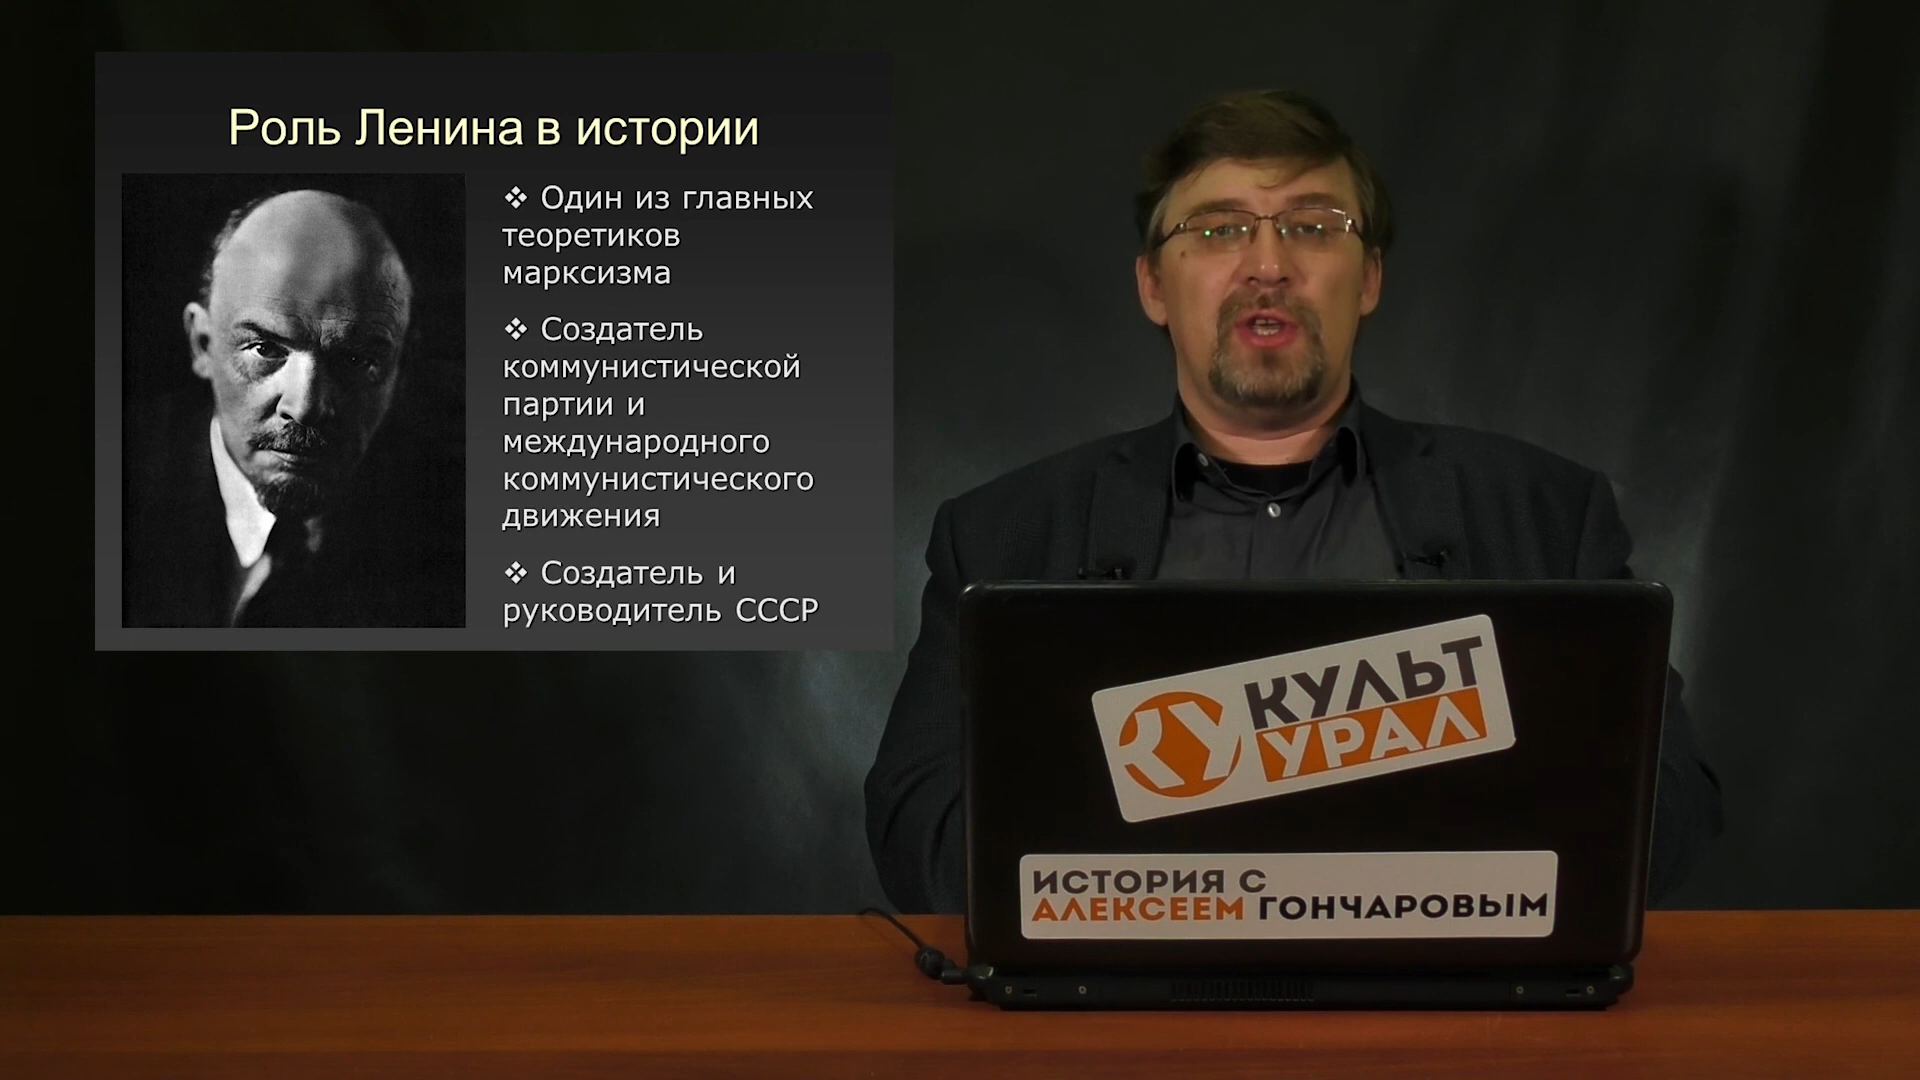 Роль Ленина в истории
❖ Один из главных
теоретиков
марксизма
❖ Создатель
коммунистической
партии и
международного
коммунистического
движения
❖ Создатель и
руководитель СССР
КУ КУЛЬТ
УРАЛ
ИСТОРИЯ С
АЛЕКСЕЕМ ГОНЧАРОВЫМ